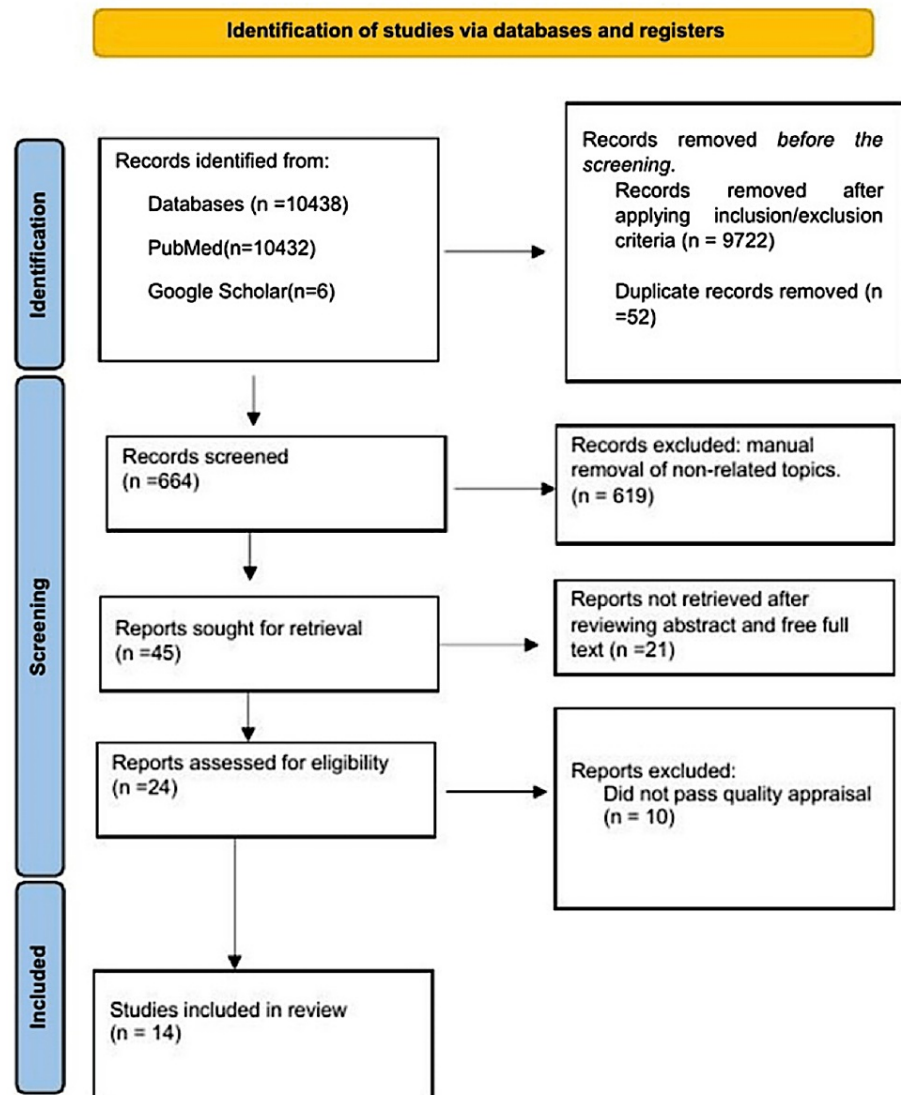 Identification of studies via databases and registers
Identification
Records identified from:
Databases (n =10438)
PubMed(n=10432)
Google Scholar(n=6)
Records removed before the
screening.
Records removed after
applying inclusion/exclusion
criteria (n = 9722)
Duplicate records removed (n
=52)
Screening
Records screened
(n =664)
Records excluded: manual
removal of non-related topics.
(n = 619)
Reports sought for retrieval
(n =45)
Reports not retrieved after
reviewing abstract and free full
text (n =21)
Reports assessed for eligibility
(n =24)
Reports excluded:
Did not pass quality appraisal
(n = 10)
Included
Studies included in review
(n = 14)